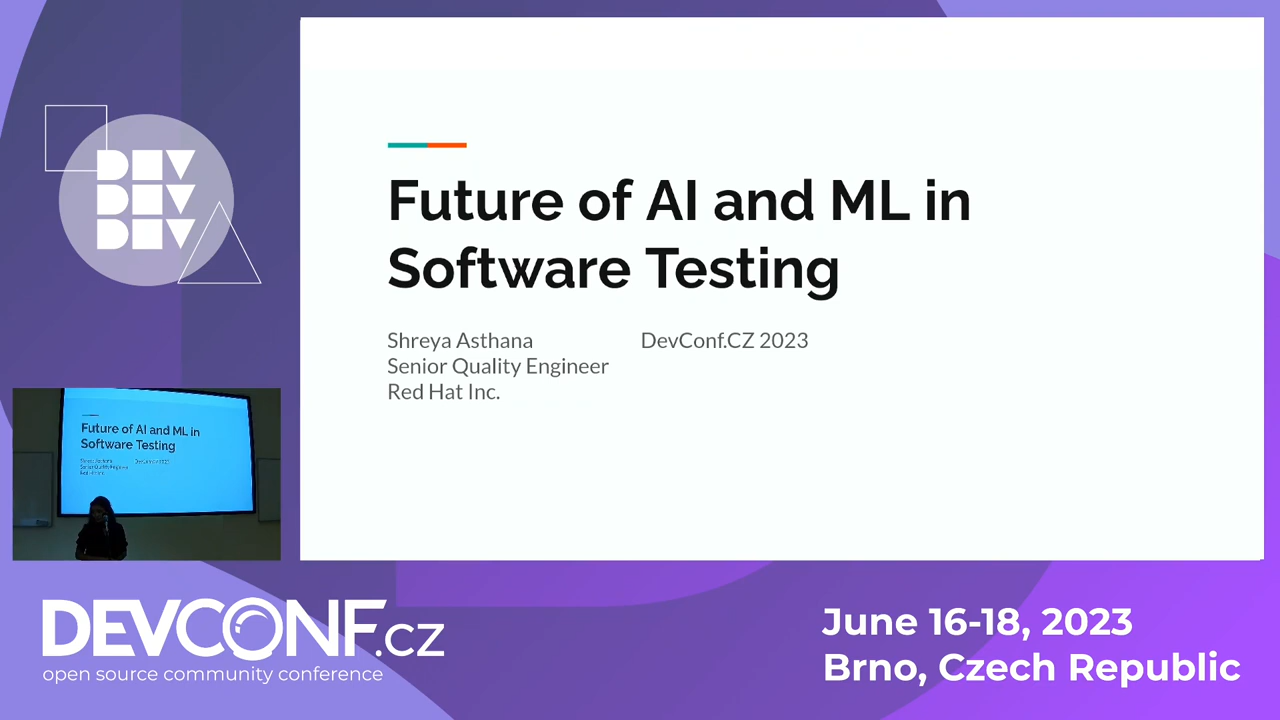 DEV
DEV
DEV
Future of AI and ML in
Software Testing
Shreya Asthana
Senior Quality Engineer
Red Hat Inc.
DevConf.CZ 2023
Future of AI and ML in
Software Testing
DEVCONF.CZ
open source community conference
June 16-18, 2023
Brno, Czech Republic